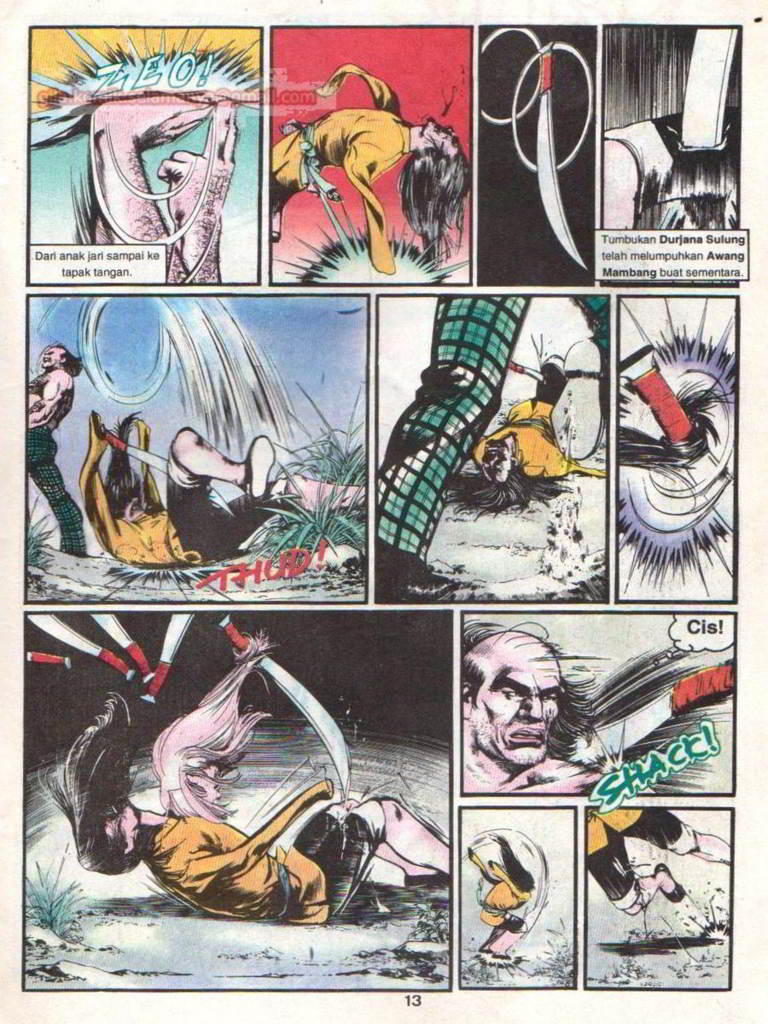 ZEO!
Dari anak jari sampai ke
tapak tangan.
Tumbukan Durjana Sulung
telah melumpuhkan Awang
Mambang buat sementara.
THUD!
Cis!
SHACK!
13